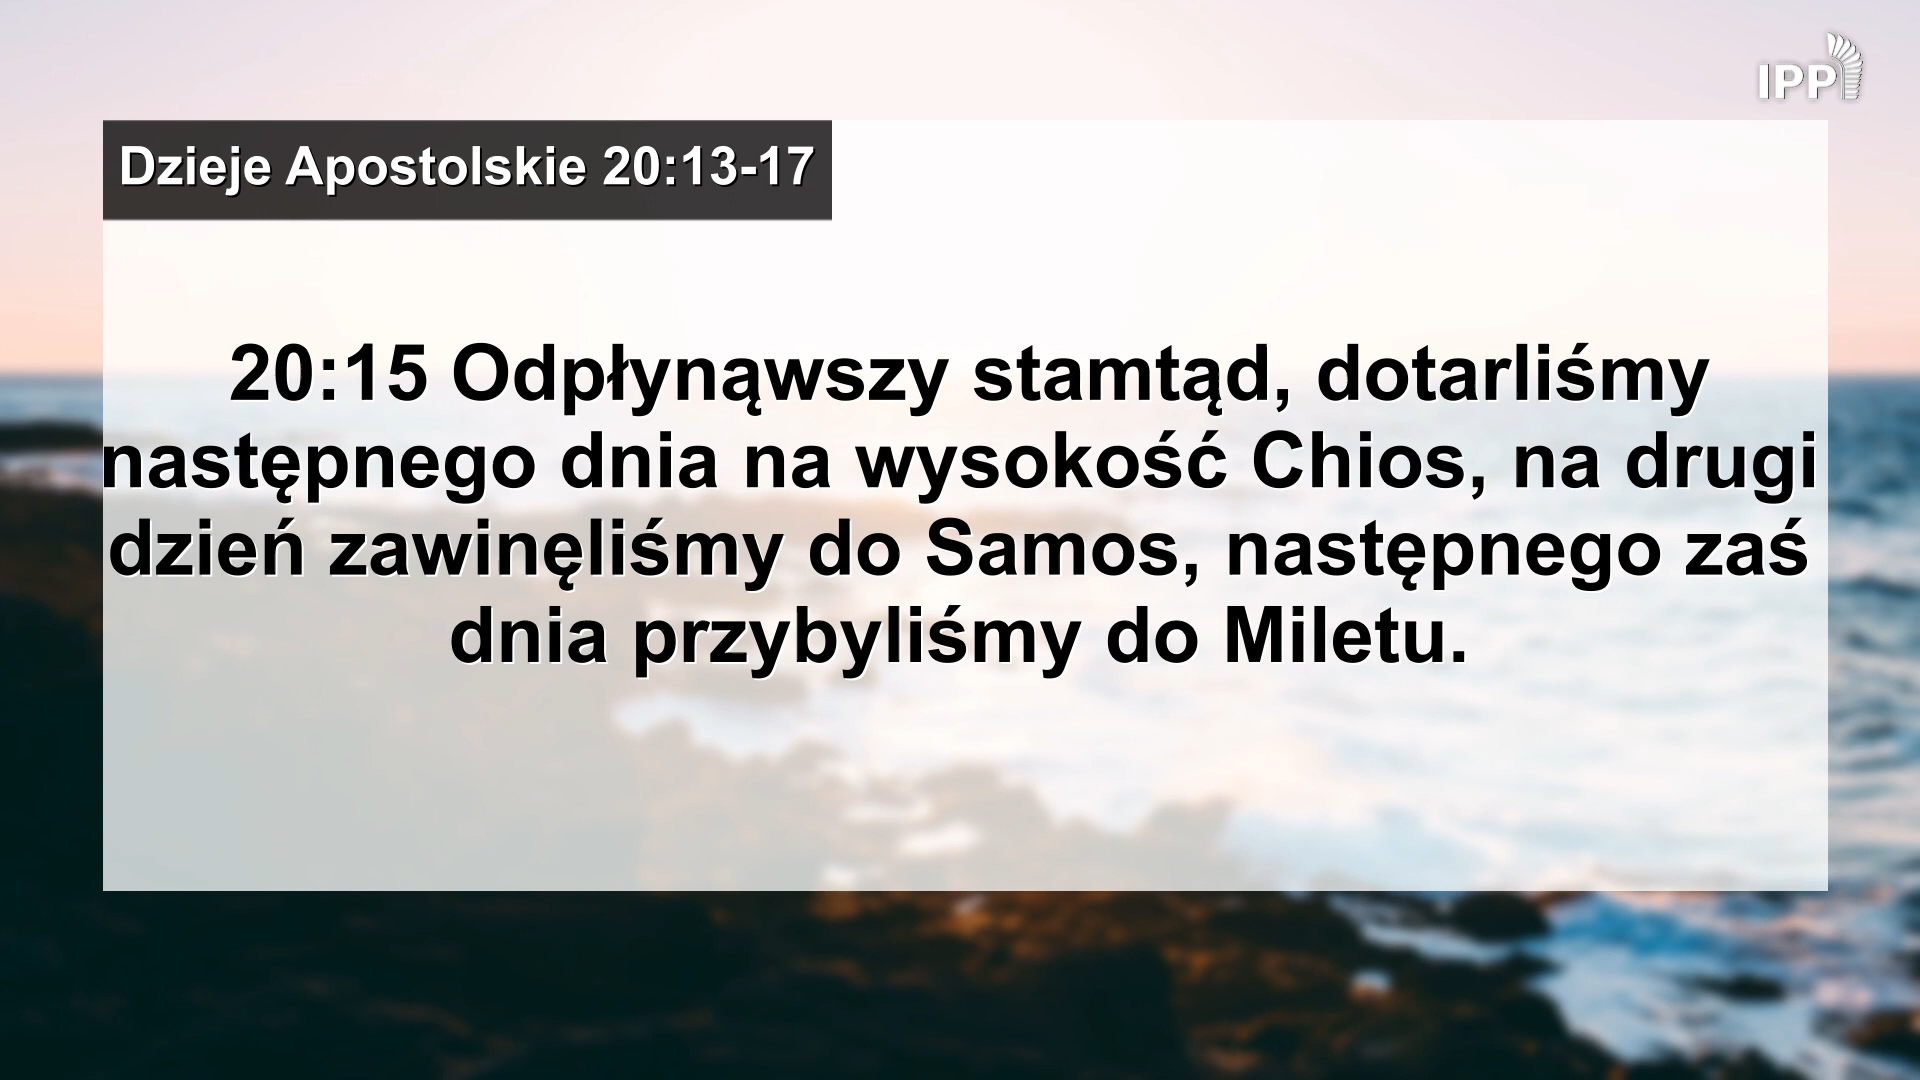 IPP
Dzieje Apostolskie 20:13-17
20:15 Odpłynąwszy stamtąd, dotarliśmy
następnego dnia na wysokość Chios, na drugi
dzień zawinęliśmy do Samos, następnego zaś
dnia przybyliśmy do Miletu.